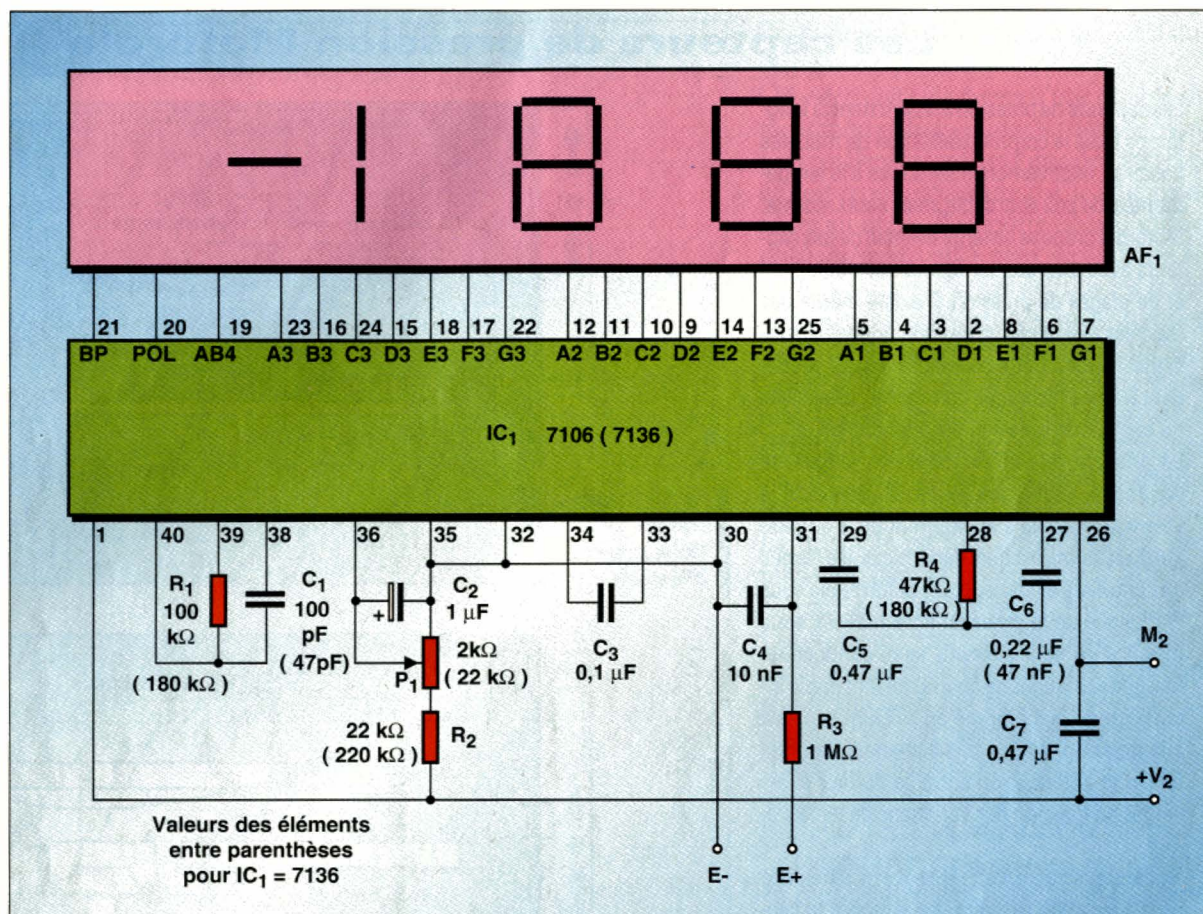 AF1
21 20 19 23 16 24 15 18 17 22 12 11 10 9 14 13 25 5 4 3 2 8 6 7
BP POL AB4 A3 B3 C3 D3 E3 F3 G3 A2 B2 C2 D2 E2 F2 G2 A1 B1 C1 D1 E1 F1 G1
IC1 7106 ( 7136 )
1 40 39 38 36 35 32 34 33 30 31 29 28 27 26
R1
100
kΩ
( 180 kΩ )
C1
100
pF
( 47pF )
C2
1 µF
+
P1
2kΩ
( 22 kΩ )
22 kΩ
( 220 kΩ )
R2
C3
0,1 µF
C4
10 nF
R3
1 MΩ
C5
0,47 µF
R4
47kΩ
( 180 kΩ )
C6
0,22 µF
( 47 nF )
C7
0,47 µF
M2
+V2
E-
E+
Valeurs des éléments
entre parenthèses
pour IC1 = 7136